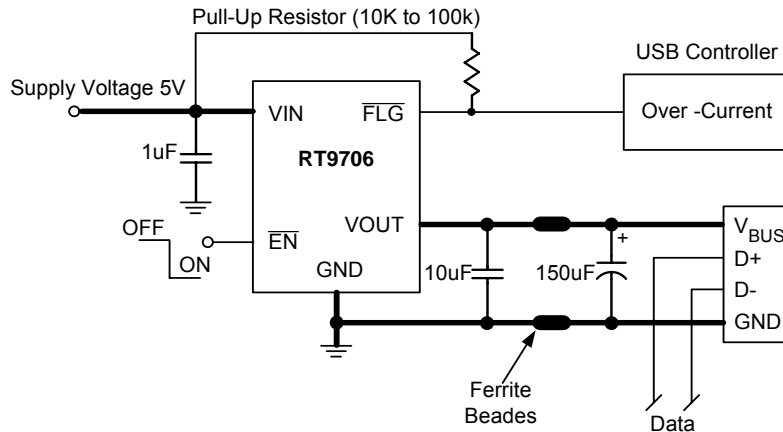 Pull-Up Resistor (10K to 100k)
USB Controller
Supply Voltage 5V
VIN
FLG
Over -Current
1uF
RT9706
OFF
ON
EN
VOUT
GND
10uF
150uF
+
VBUS
D+
D-
GND
Ferrite
Beades
Data